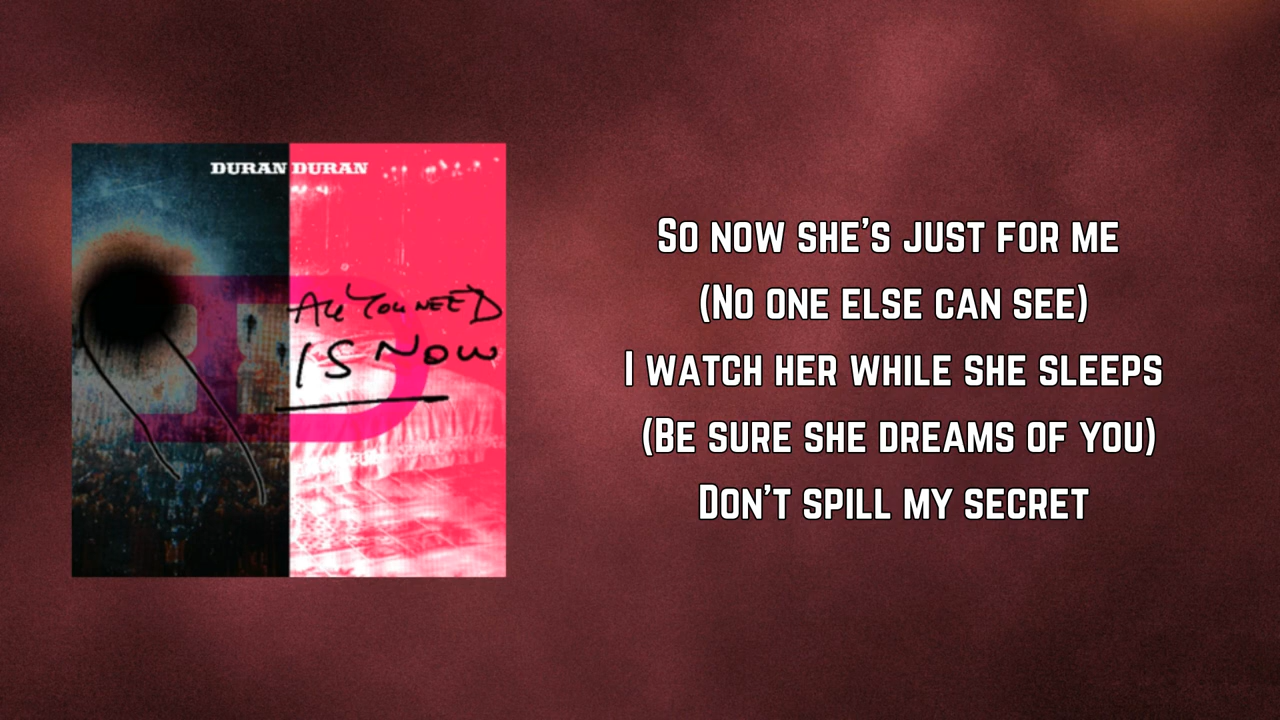 DURAN DURAN
ALL YOU NEED
IS NOW
So now she's just for me
(No one else can see)
I watch her while she sleeps
(Be sure she dreams of you)
Don't spill my secret